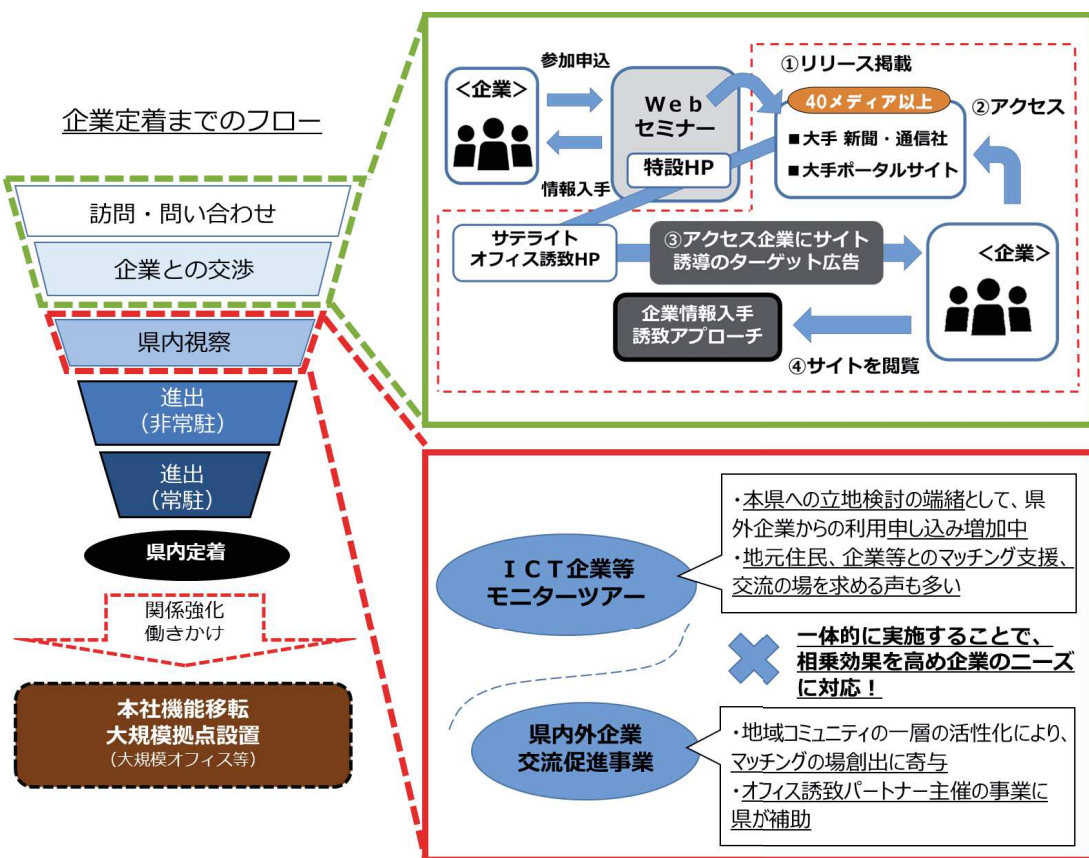 企業定着までのフロー
訪問・問い合わせ
企業との交渉
県内視察
進出
(非常駐)
進出
(常駐)
県内定着
関係強化
働きかけ
本社機能移転
大規模拠点設置
(大規模オフィス等)
参加申込
<企業>
情報入手
Web
セミナー
特設HP
①リリース掲載
40メディア以上
■大手 新聞・通信社
■大手ポータルサイト
②アクセス
サテライト
オフィス誘致HP
③アクセス企業にサイト
誘導のターゲット広告
<企業>
企業情報入手
誘致アプローチ
④サイトを閲覧
ICT企業等
モニターツアー
・本県への立地検討の端緒として、県
外企業からの利用申し込み増加中
・地元住民、企業等とのマッチング支援、
交流の場を求める声も多い
一体的に実施することで、
相乗効果を高め企業のニーズ
に対応!
県内外企業
交流促進事業
・地域コミュニティの一層の活性化により、
マッチングの場創出に寄与
・オフィス誘致パートナー主催の事業に
県が補助